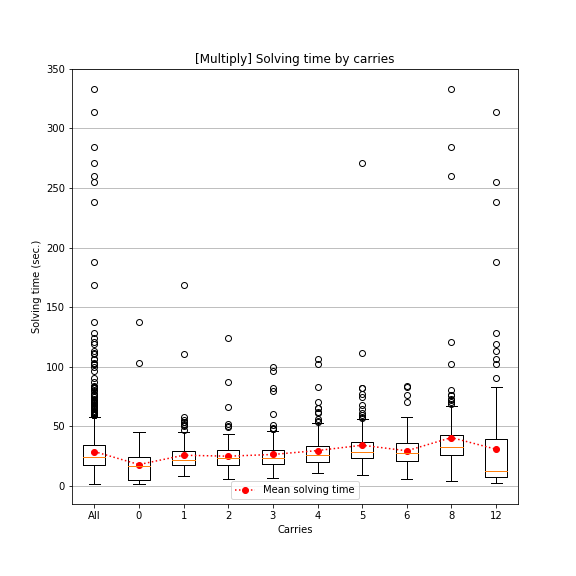 [Multiply] Solving time by carries
350
300
250
200
150
100
50
0
Solving time (sec.)
Mean solving time
All 0 1 2 3 4 5 6 8 12
Carries